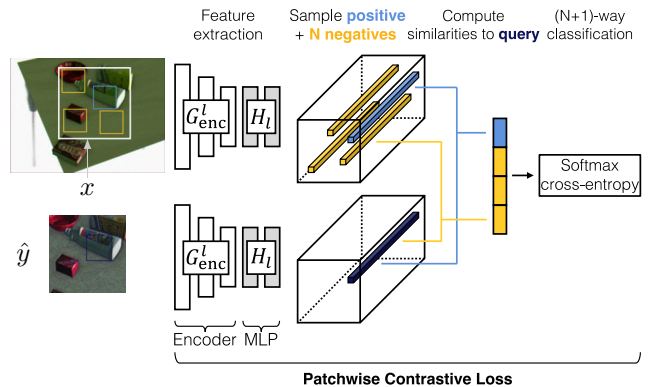 Feature
extraction
Sample positive
+ N negatives
Compute
similarities to query
(N+1)-way
classification
x
G^l_enc
H_l
Softmax
cross-entropy
ŷ
G^l_enc
H_l
Encoder
MLP
Patchwise Contrastive Loss